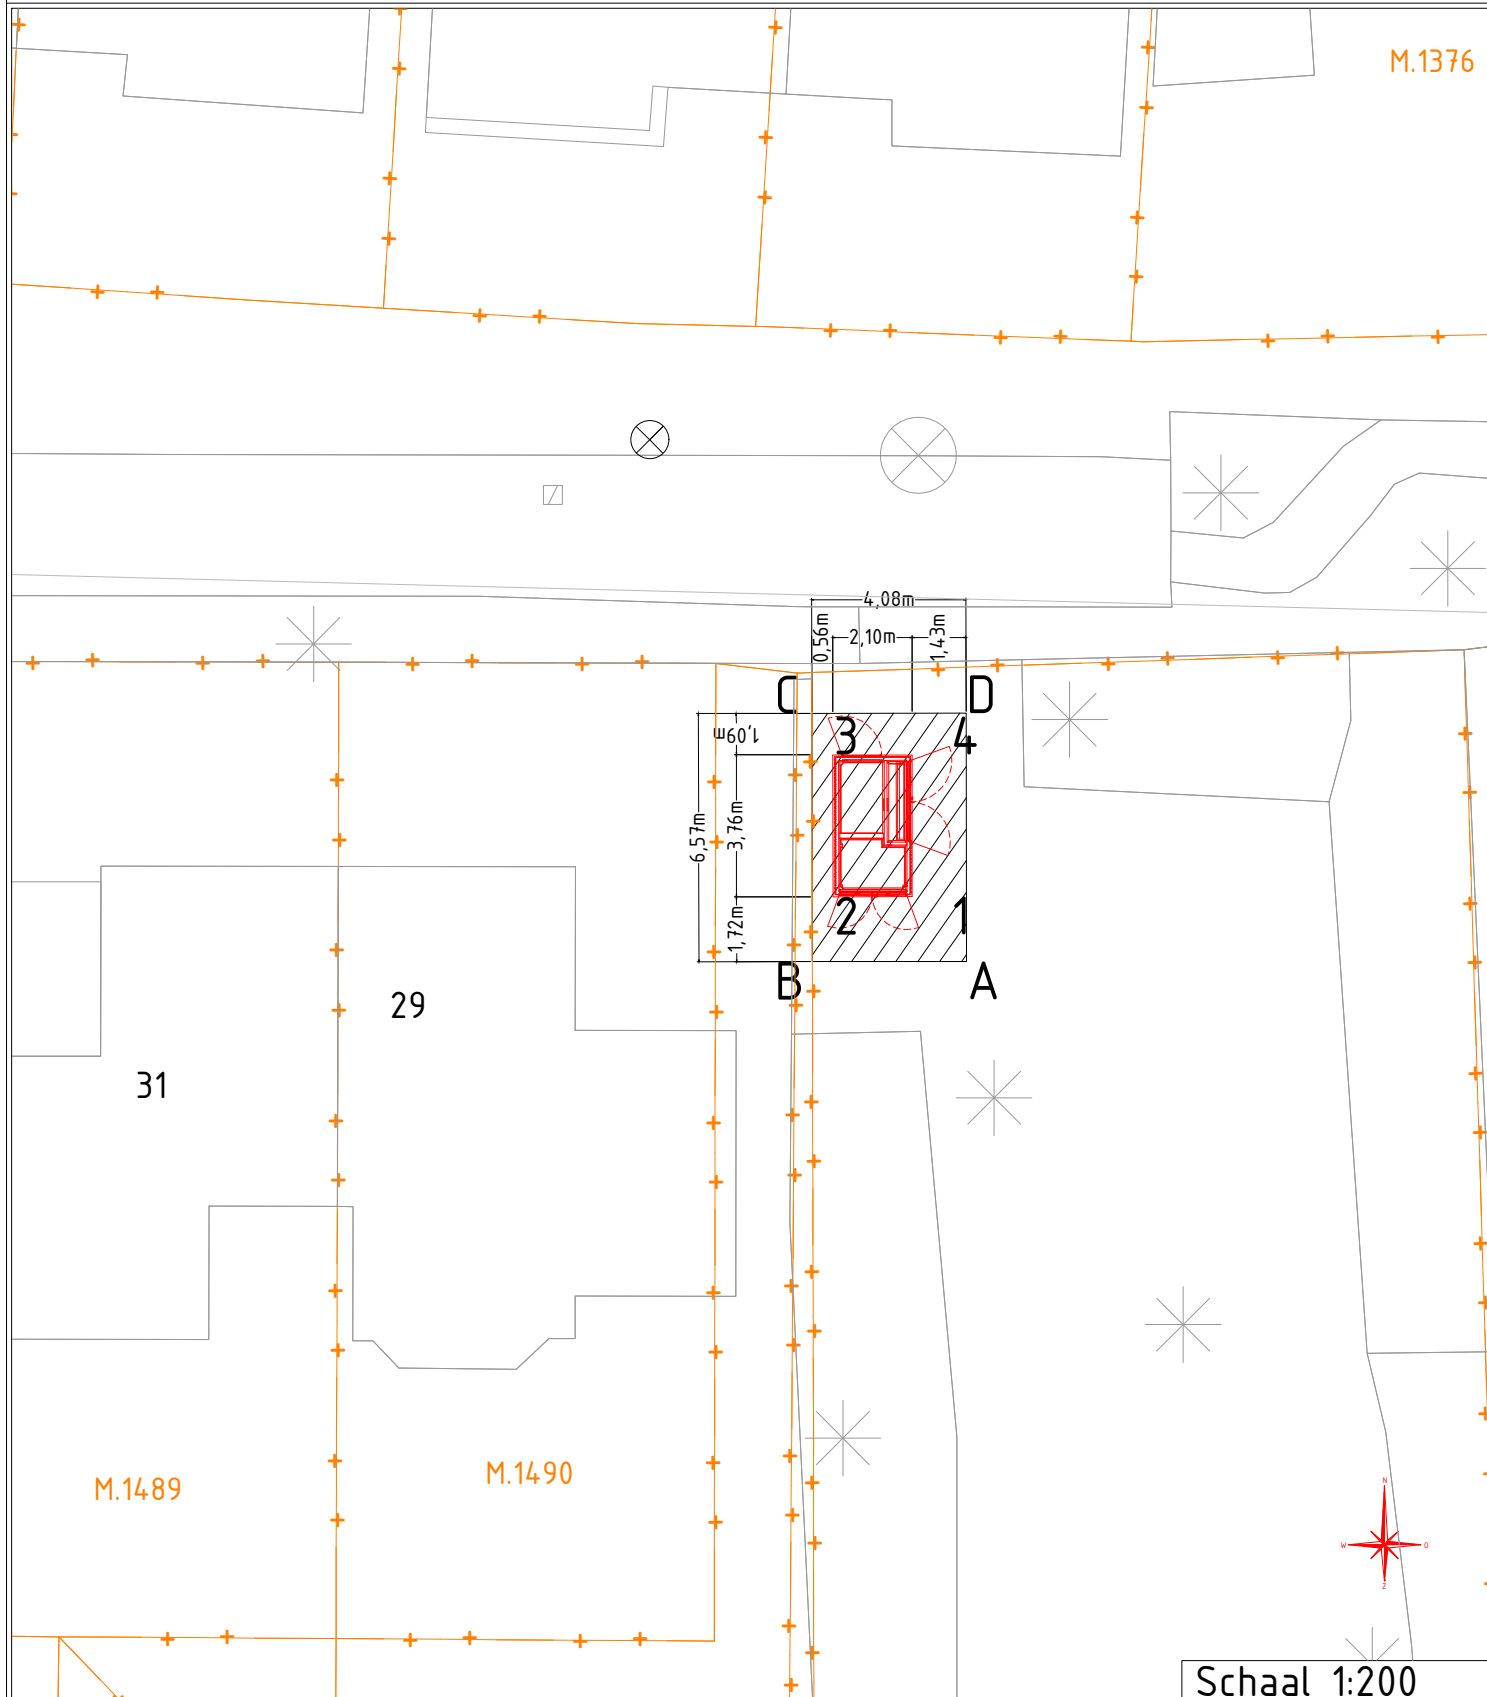 M.1376
4,08m
0,56m
2,10m
1,43m
C
D
1,09m
3
4
6,57m
3,76m
1,72m
2
1
B
A
29
31
M.1489
M.1490
N
W
O
Z
Schaal 1:200